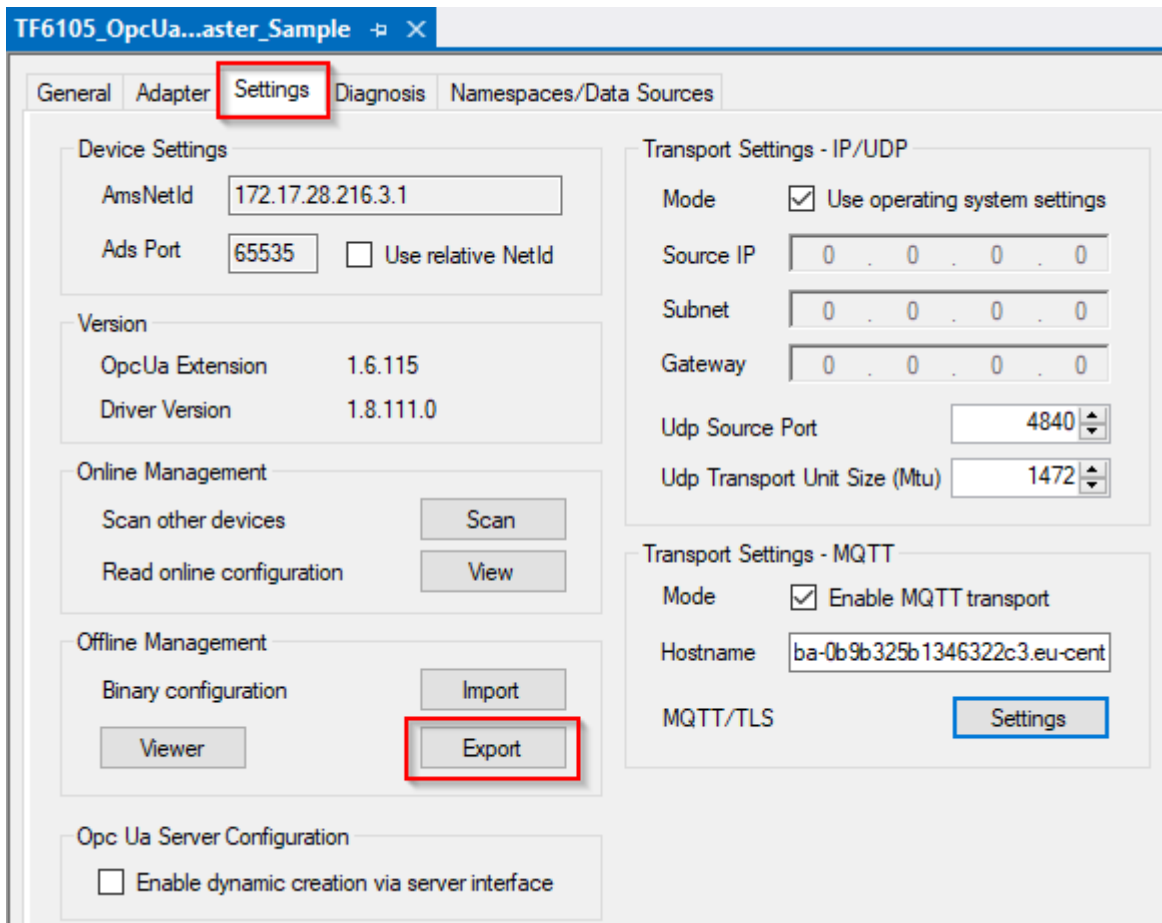 TF6105_OpcUa...aster_Sample
General Adapter Settings Diagnosis Namespaces/Data Sources
Device Settings
AmsNetId 172.17.28.216.3.1
Ads Port 65535 Use relative NetId
Version
OpcUa Extension 1.6.115
Driver Version 1.8.111.0
Online Management
Scan other devices Scan
Read online configuration View
Offline Management
Binary configuration Import
Viewer Export
Opc Ua Server Configuration
Enable dynamic creation via server interface
Transport Settings - IP/UDP
Mode Use operating system settings
Source IP 0 . 0 . 0 . 0
Subnet 0 . 0 . 0 . 0
Gateway 0 . 0 . 0 . 0
Udp Source Port 4840
Udp Transport Unit Size (Mtu) 1472
Transport Settings - MQTT
Mode Enable MQTT transport
Hostname ba-0b9b325b1346322c3.eu-cent
MQTT/TLS Settings